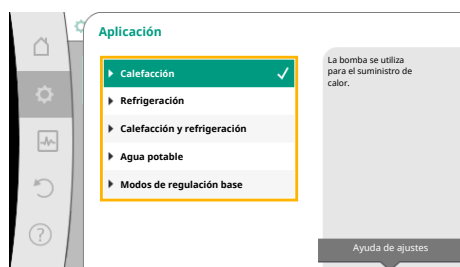 Aplicación
Calefacción
Refrigeración
Calefacción y refrigeración
Agua potable
Modos de regulación base
La bomba se utiliza
para el suministro de
calor.
Ayuda de ajustes
?